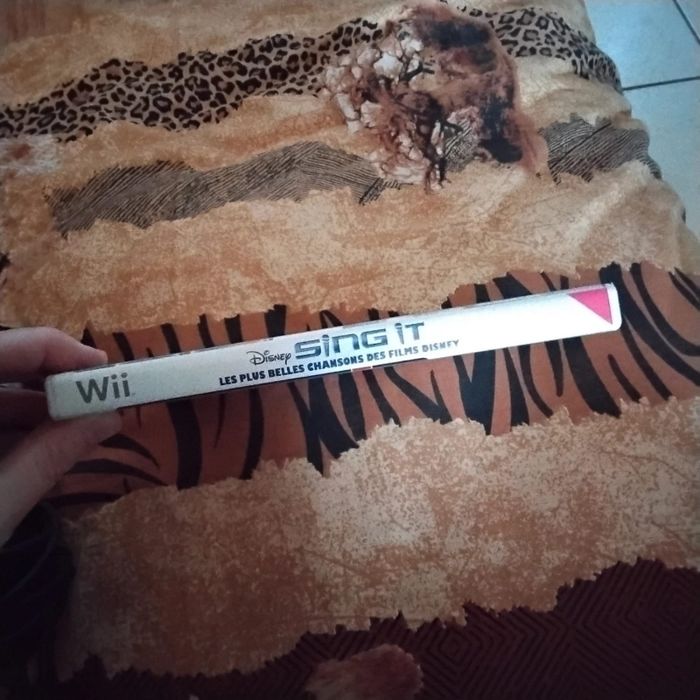 Wii
Disney SING IT
LES PLUS BELLES CHANSONS DES FILMS DISNEY